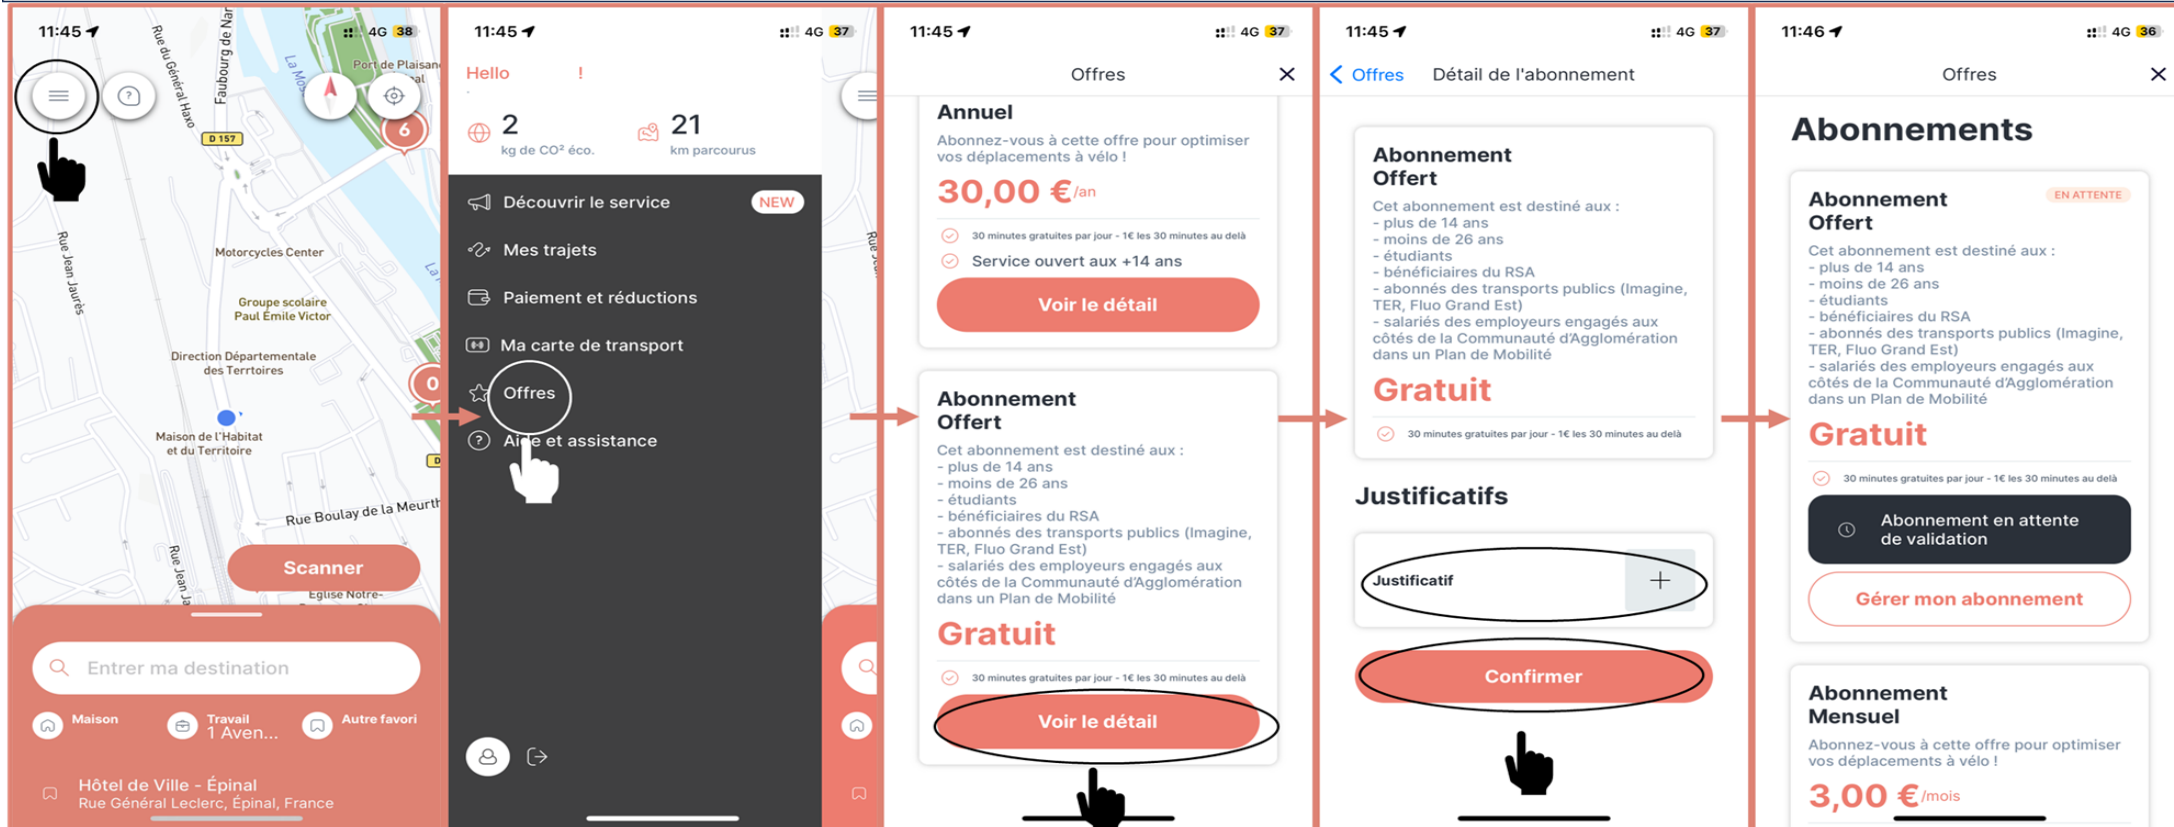 11:45
4G 38
Rue du Général Haxo
Faubourg de Nar
La Mos
Port de Plaisan
al
6
D 157
Rue Jean Jaurès
Motorcycles Center
Groupe scolaire
Paul Emile Victor
Direction Départementale
des Terrtoires
0
Maison de l'Habitat
et du Territoire
D
Rue Boulay de la Meurth
Rue Jean Ja
Scanner
Eglise Notre-
Entrer ma destination
Maison
Travail
1 Aven...
Autre favori
Hôtel de Ville - Épinal
Rue Général Leclerc, Épinal, France
11:45
4G 37
Hello !
2
kg de CO² éco.
21
km parcourus
Découvrir le service
NEW
Mes trajets
Paiement et réductions
Ma carte de transport
Offres
Aide et assistance
11:45
4G 37
Offres
Annuel
Abonnez-vous à cette offre pour optimiser
vos déplacements à vélo !
30,00 €/an
30 minutes gratuites par jour - 1€ les 30 minutes au delà
Service ouvert aux +14 ans
Voir le détail
Abonnement
Offert
Cet abonnement est destiné aux :
- plus de 14 ans
- moins de 26 ans
- étudiants
- bénéficiaires du RSA
- abonnés des transports publics (Imagine,
TER, Fluo Grand Est)
- salariés des employeurs engagés aux
côtés de la Communauté d'Agglomération
dans un Plan de Mobilité
Gratuit
30 minutes gratuites par jour - 1€ les 30 minutes au delà
Voir le détail
11:45
4G 37
Offres
Détail de l'abonnement
Abonnement
Offert
Cet abonnement est destiné aux :
- plus de 14 ans
- moins de 26 ans
- étudiants
- bénéficiaires du RSA
- abonnés des transports publics (Imagine,
TER, Fluo Grand Est)
- salariés des employeurs engagés aux
côtés de la Communauté d'Agglomération
dans un Plan de Mobilité
Gratuit
30 minutes gratuites par jour - 1€ les 30 minutes au delà
Justificatifs
Justificatif
Confirmer
11:46
4G 36
Offres
Abonnements
Abonnement
Offert
EN ATTENTE
Cet abonnement est destiné aux :
- plus de 14 ans
- moins de 26 ans
- étudiants
- bénéficiaires du RSA
- abonnés des transports publics (Imagine,
TER, Fluo Grand Est)
- salariés des employeurs engagés aux
côtés de la Communauté d'Agglomération
dans un Plan de Mobilité
Gratuit
30 minutes gratuites par jour - 1€ les 30 minutes au delà
Abonnement en attente
de validation
Gérer mon abonnement
Abonnement
Mensuel
Abonnez-vous à cette offre pour optimiser
vos déplacements à vélo !
3,00 €/mois